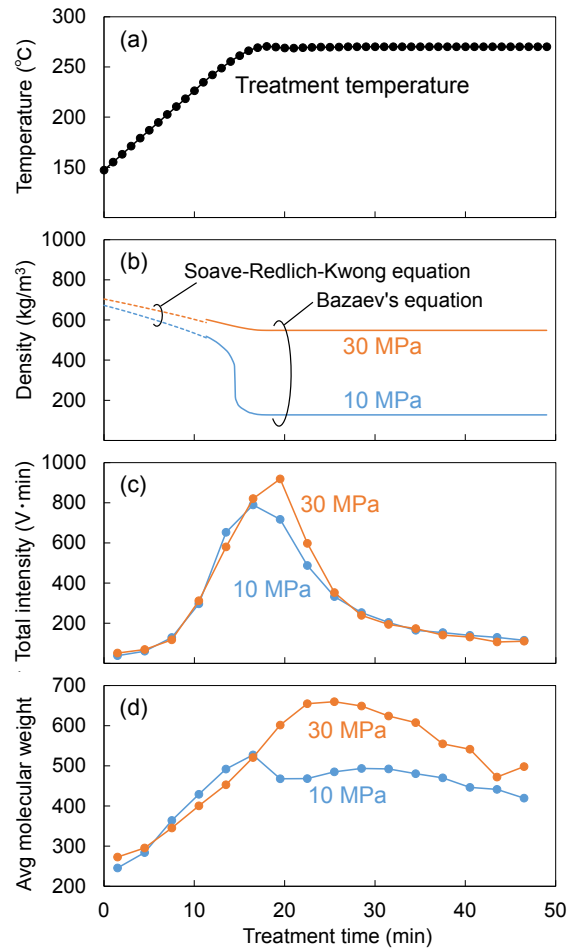 (a)
300
250
200
150
Temperature (℃)
Treatment temperature
(b)
1000
800
600
400
200
Density (kg/m³)
Soave-Redlich-Kwong equation
Bazaev's equation
30 MPa
10 MPa
(c)
1000
800
600
400
200
Total intensity (V·min)
30 MPa
10 MPa
(d)
700
600
500
400
300
200
Avg molecular weight
30 MPa
10 MPa
0 10 20 30 40 50
Treatment time (min)